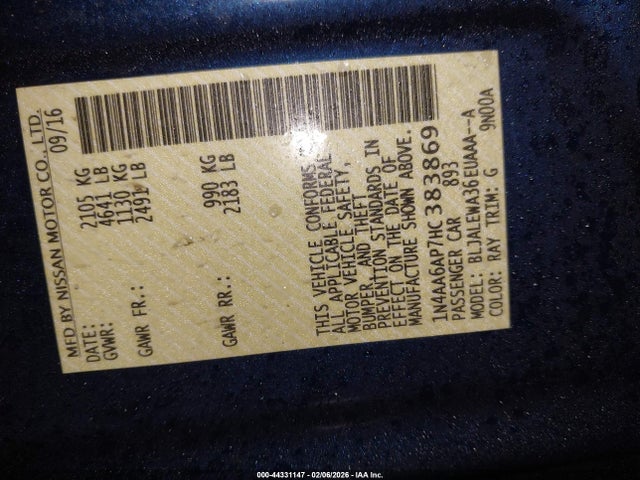 MFD BY NISSAN MOTOR CO., LTD.
DATE: 09/16
GVWR: 2105 KG
4641 LB
GAWR FR.: 1130 KG
2491 LB
GAWR RR.: 990 KG
2183 LB
THIS VEHICLE CONFORMS
ALL APPLICABLE FEDERAL
MOTOR VEHICLE SAFETY,
BUMPER, AND THEFT
PREVENTION STANDARDS IN
EFFECT ON THE DATE OF
MANUFACTURE SHOWN ABOVE.
1N4AA6AP7HC383869
PASSENGER CAR 893
MODEL: BLJALEWA36EUAAA--A
COLOR: RAY TRIM: G 9N00A
000-44331147 - 02/06/2026 - IAA Inc.